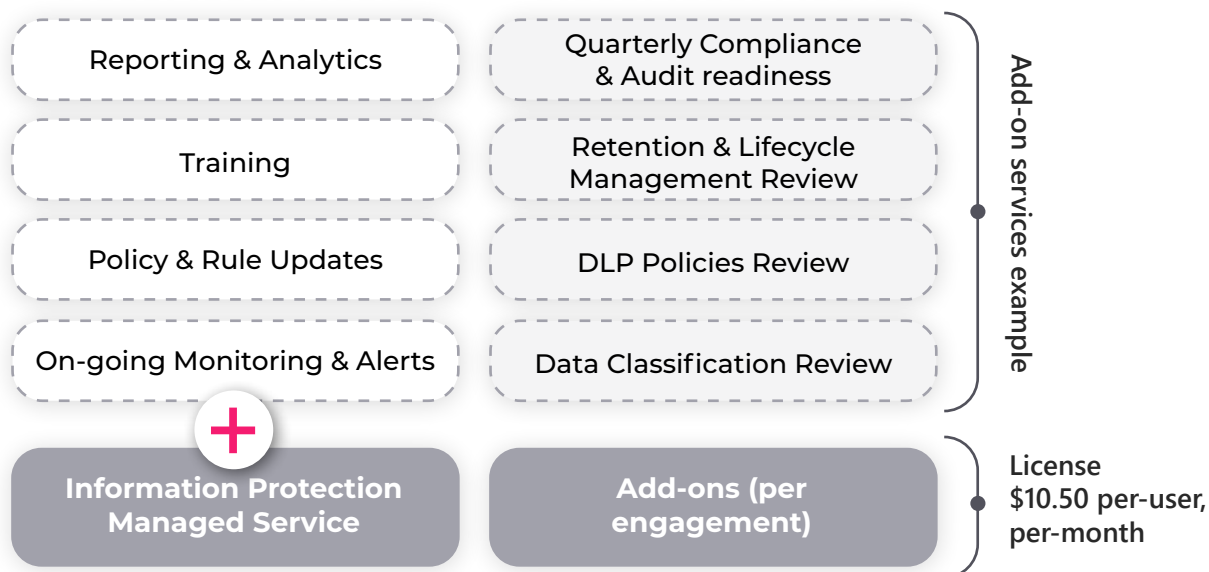 Reporting & Analytics
Quarterly Compliance
& Audit readiness
Training
Retention & Lifecycle
Management Review
Policy & Rule Updates
DLP Policies Review
On-going Monitoring & Alerts
Data Classification Review
Add-on services example
Information Protection
Managed Service
Add-ons (per
engagement)
License
$10.50 per-user,
per-month